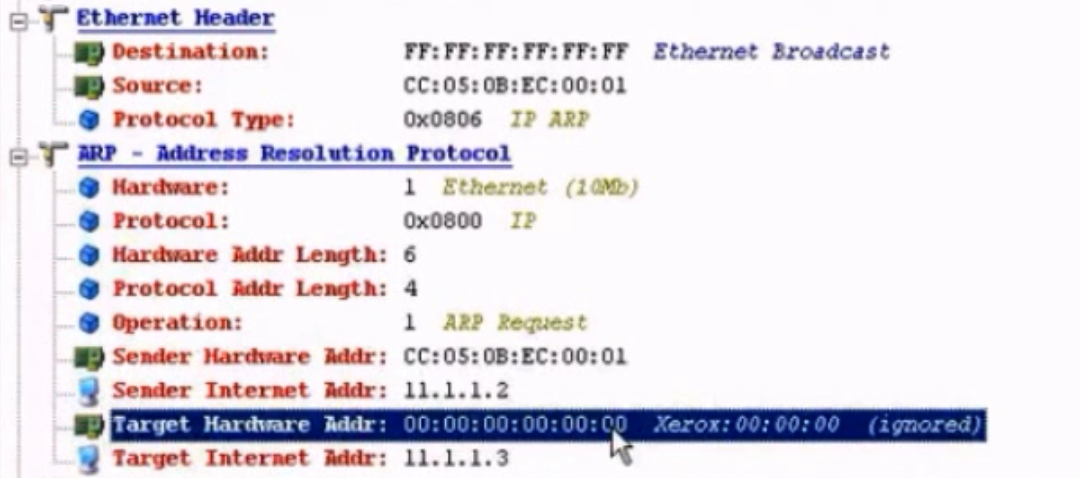 Ethernet Header
Destination: FF:FF:FF:FF:FF:FF Ethernet Broadcast
Source: CC:05:0B:EC:00:01
Protocol Type: 0x0806 IP ARP
ARP - Address Resolution Protocol
Hardware: 1 Ethernet (10Mb)
Protocol: 0x0800 IP
Hardware Addr Length: 6
Protocol Addr Length: 4
Operation: 1 ARP Request
Sender Hardware Addr: CC:05:0B:EC:00:01
Sender Internet Addr: 11.1.1.2
Target Hardware Addr: 00:00:00:00:00:00 Xerox:00:00:00 (ignored)
Target Internet Addr: 11.1.1.3